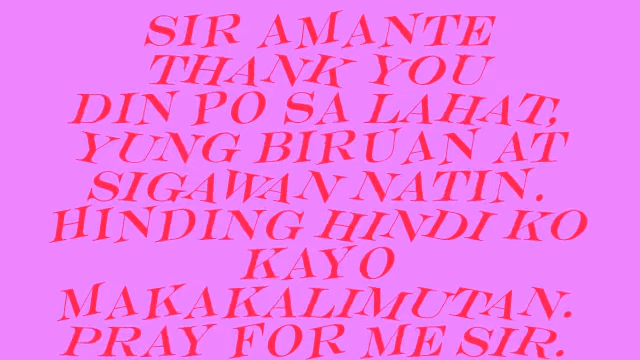 SIR AMANTE
THANK YOU
DIN PO SA LAHAT,
YUNG BIRUAN AT
SIGAWAN NATIN.
HINDING HINDI KO
KAYO
MAKAKALIMUTAN.
PRAY FOR ME SIR.